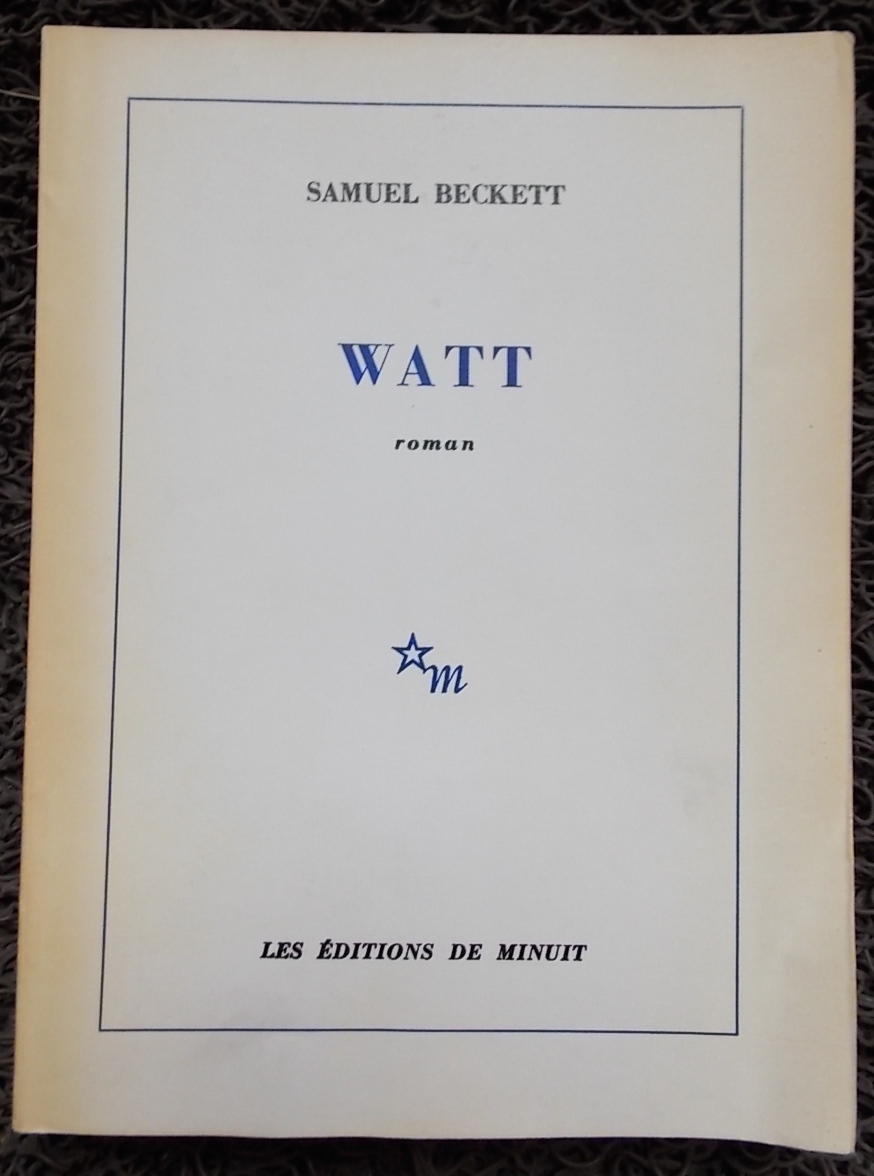 SAMUEL BECKETT
WATT
roman
m
LES ÉDITIONS DE MINUIT